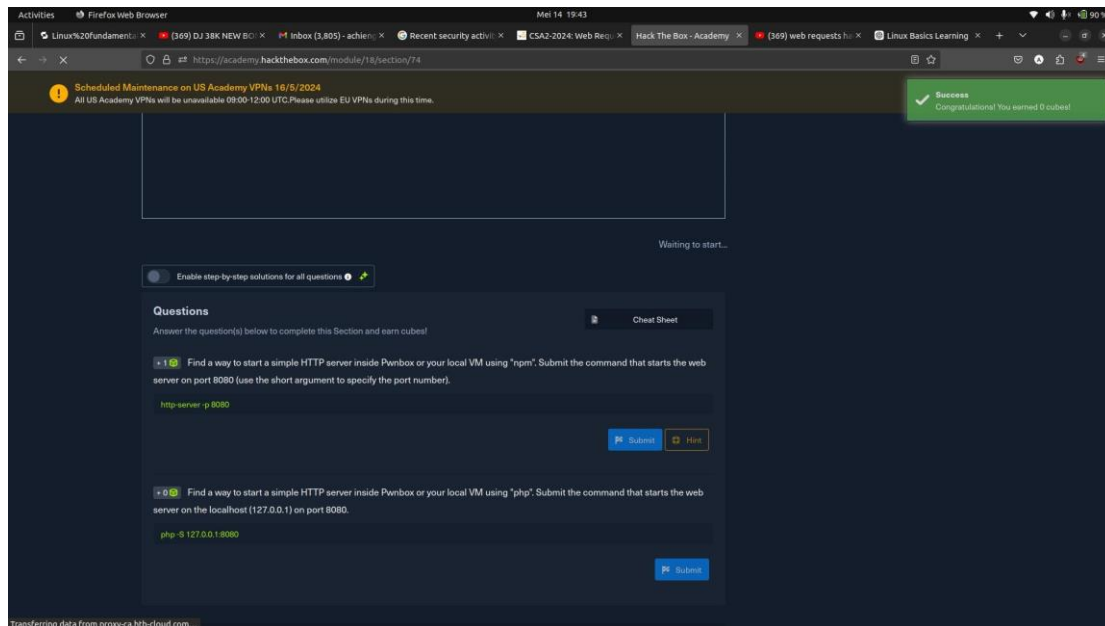 Activities
Firefox Web Browser
Mei 14 19:43
90 %
Linux%20fundamenta
(369) DJ 38K NEW BO
Inbox (3,805) - achieng
Recent security activit
CSA2-2024: Web Requ
Hack The Box - Academy
(369) web requests ha
Linux Basics Learning
https://academy.hackthebox.com/module/18/section/74
Scheduled Maintenance on US Academy VPNs 16/5/2024
All US Academy VPNs will be unavailable 09:00-12:00 UTC.Please utilize EU VPNs during this time.
Success
Congratulations! You earned 0 cubes!
Waiting to start...
Enable step-by-step solutions for all questions
Questions
Cheat Sheet
Answer the question(s) below to complete this Section and earn cubes!
+ 1 Find a way to start a simple HTTP server inside Pwnbox or your local VM using "npm". Submit the command that starts the web
server on port 8080 (use the short argument to specify the port number).
http-server -p 8080
Submit
Hint
+ 0 Find a way to start a simple HTTP server inside Pwnbox or your local VM using "php". Submit the command that starts the web
server on the localhost (127.0.0.1) on port 8080.
php -S 127.0.0.1:8080
Submit
Transferring data from proxy-ca.htb-cloud.com...